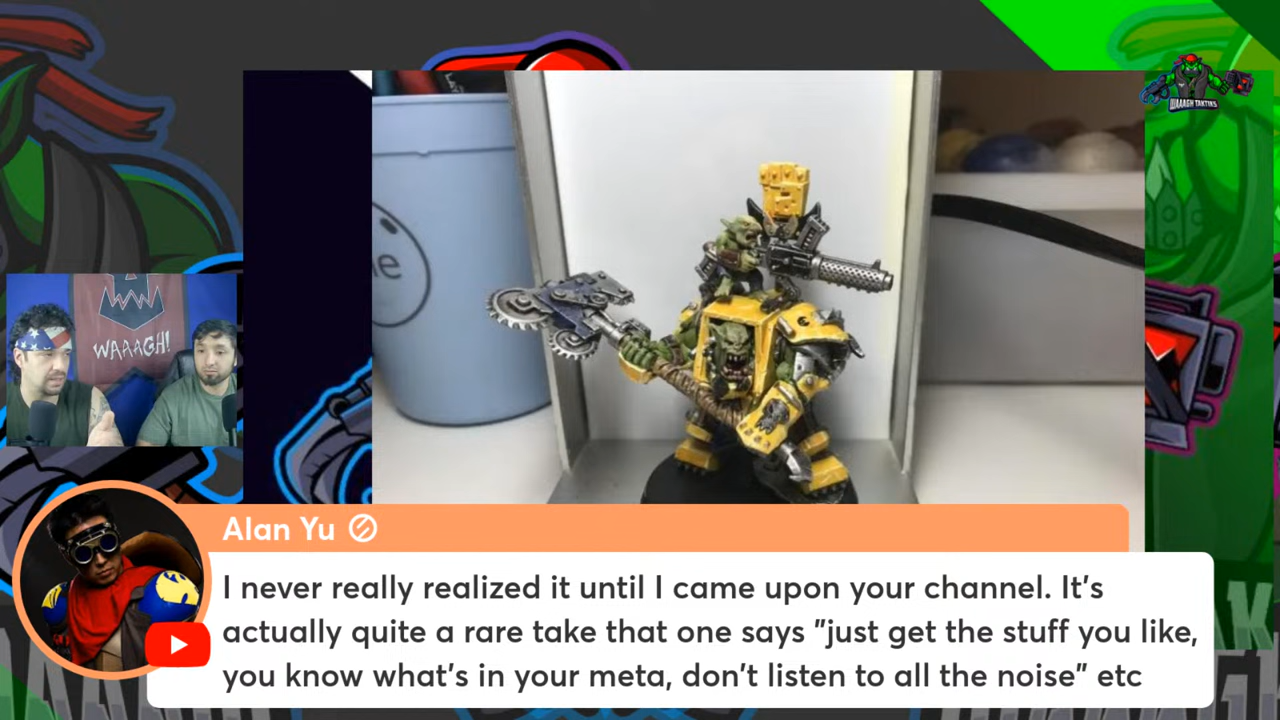 WAAAGH TAKTIKS
WAAAGH!
Alan Yu
I never really realized it until I came upon your channel. It's
actually quite a rare take that one says "just get the stuff you like,
you know what's in your meta, don't listen to all the noise" etc